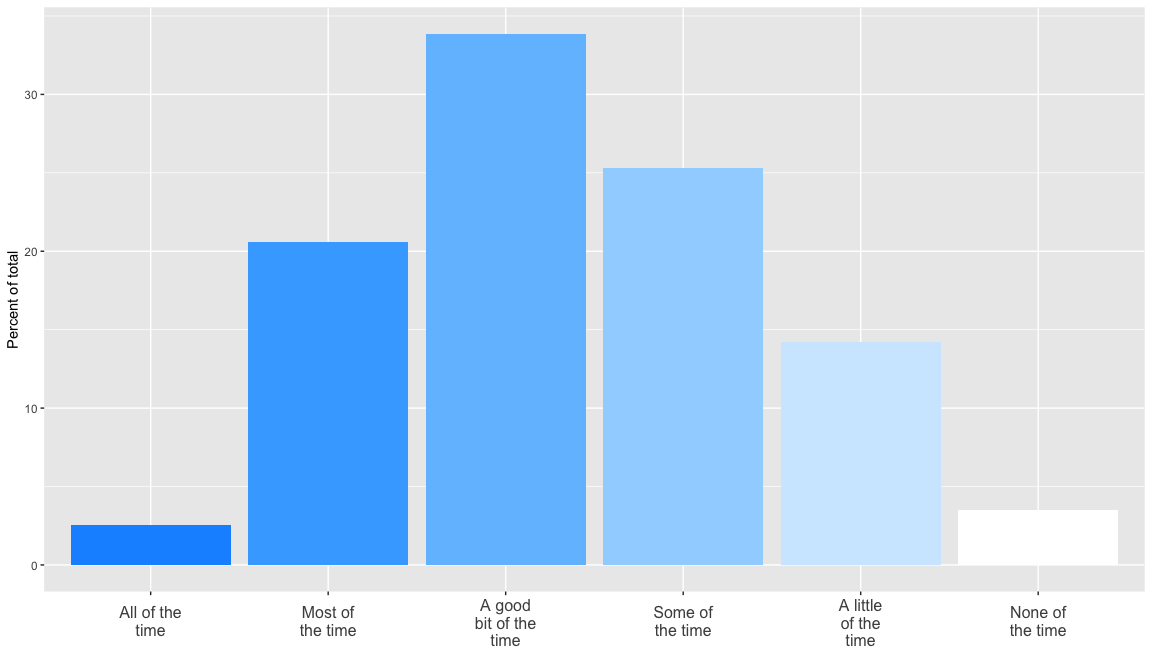 Percent of total
30
20
10
0
All of the
time
Most of
the time
A good
bit of the
time
Some of
the time
A little
of the
time
None of
the time